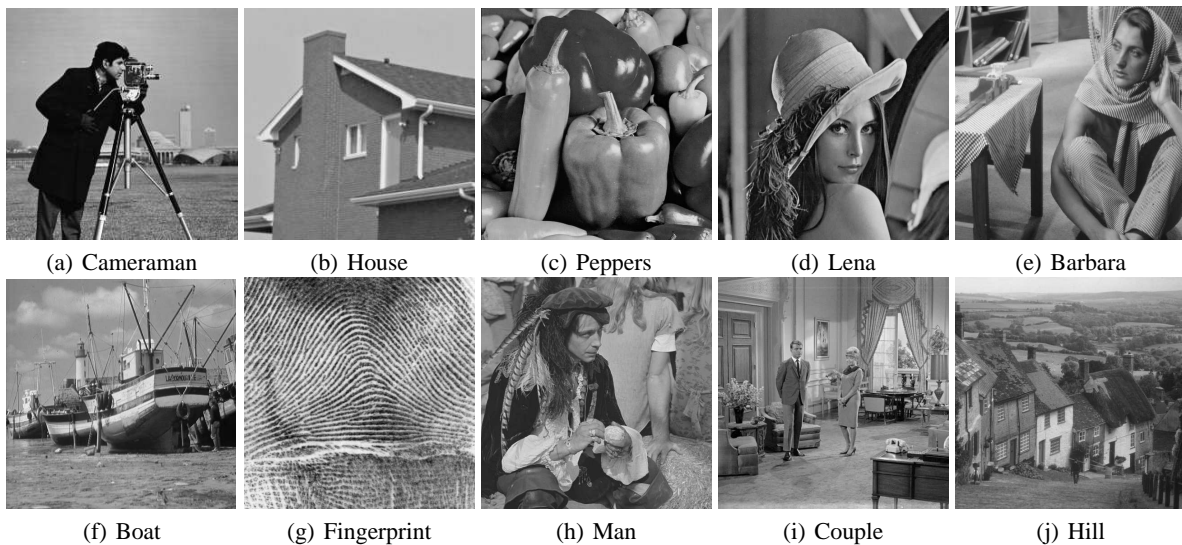 (a) Cameraman
(b) House
(c) Peppers
(d) Lena
(e) Barbara
(f) Boat
(g) Fingerprint
(h) Man
(i) Couple
(j) Hill